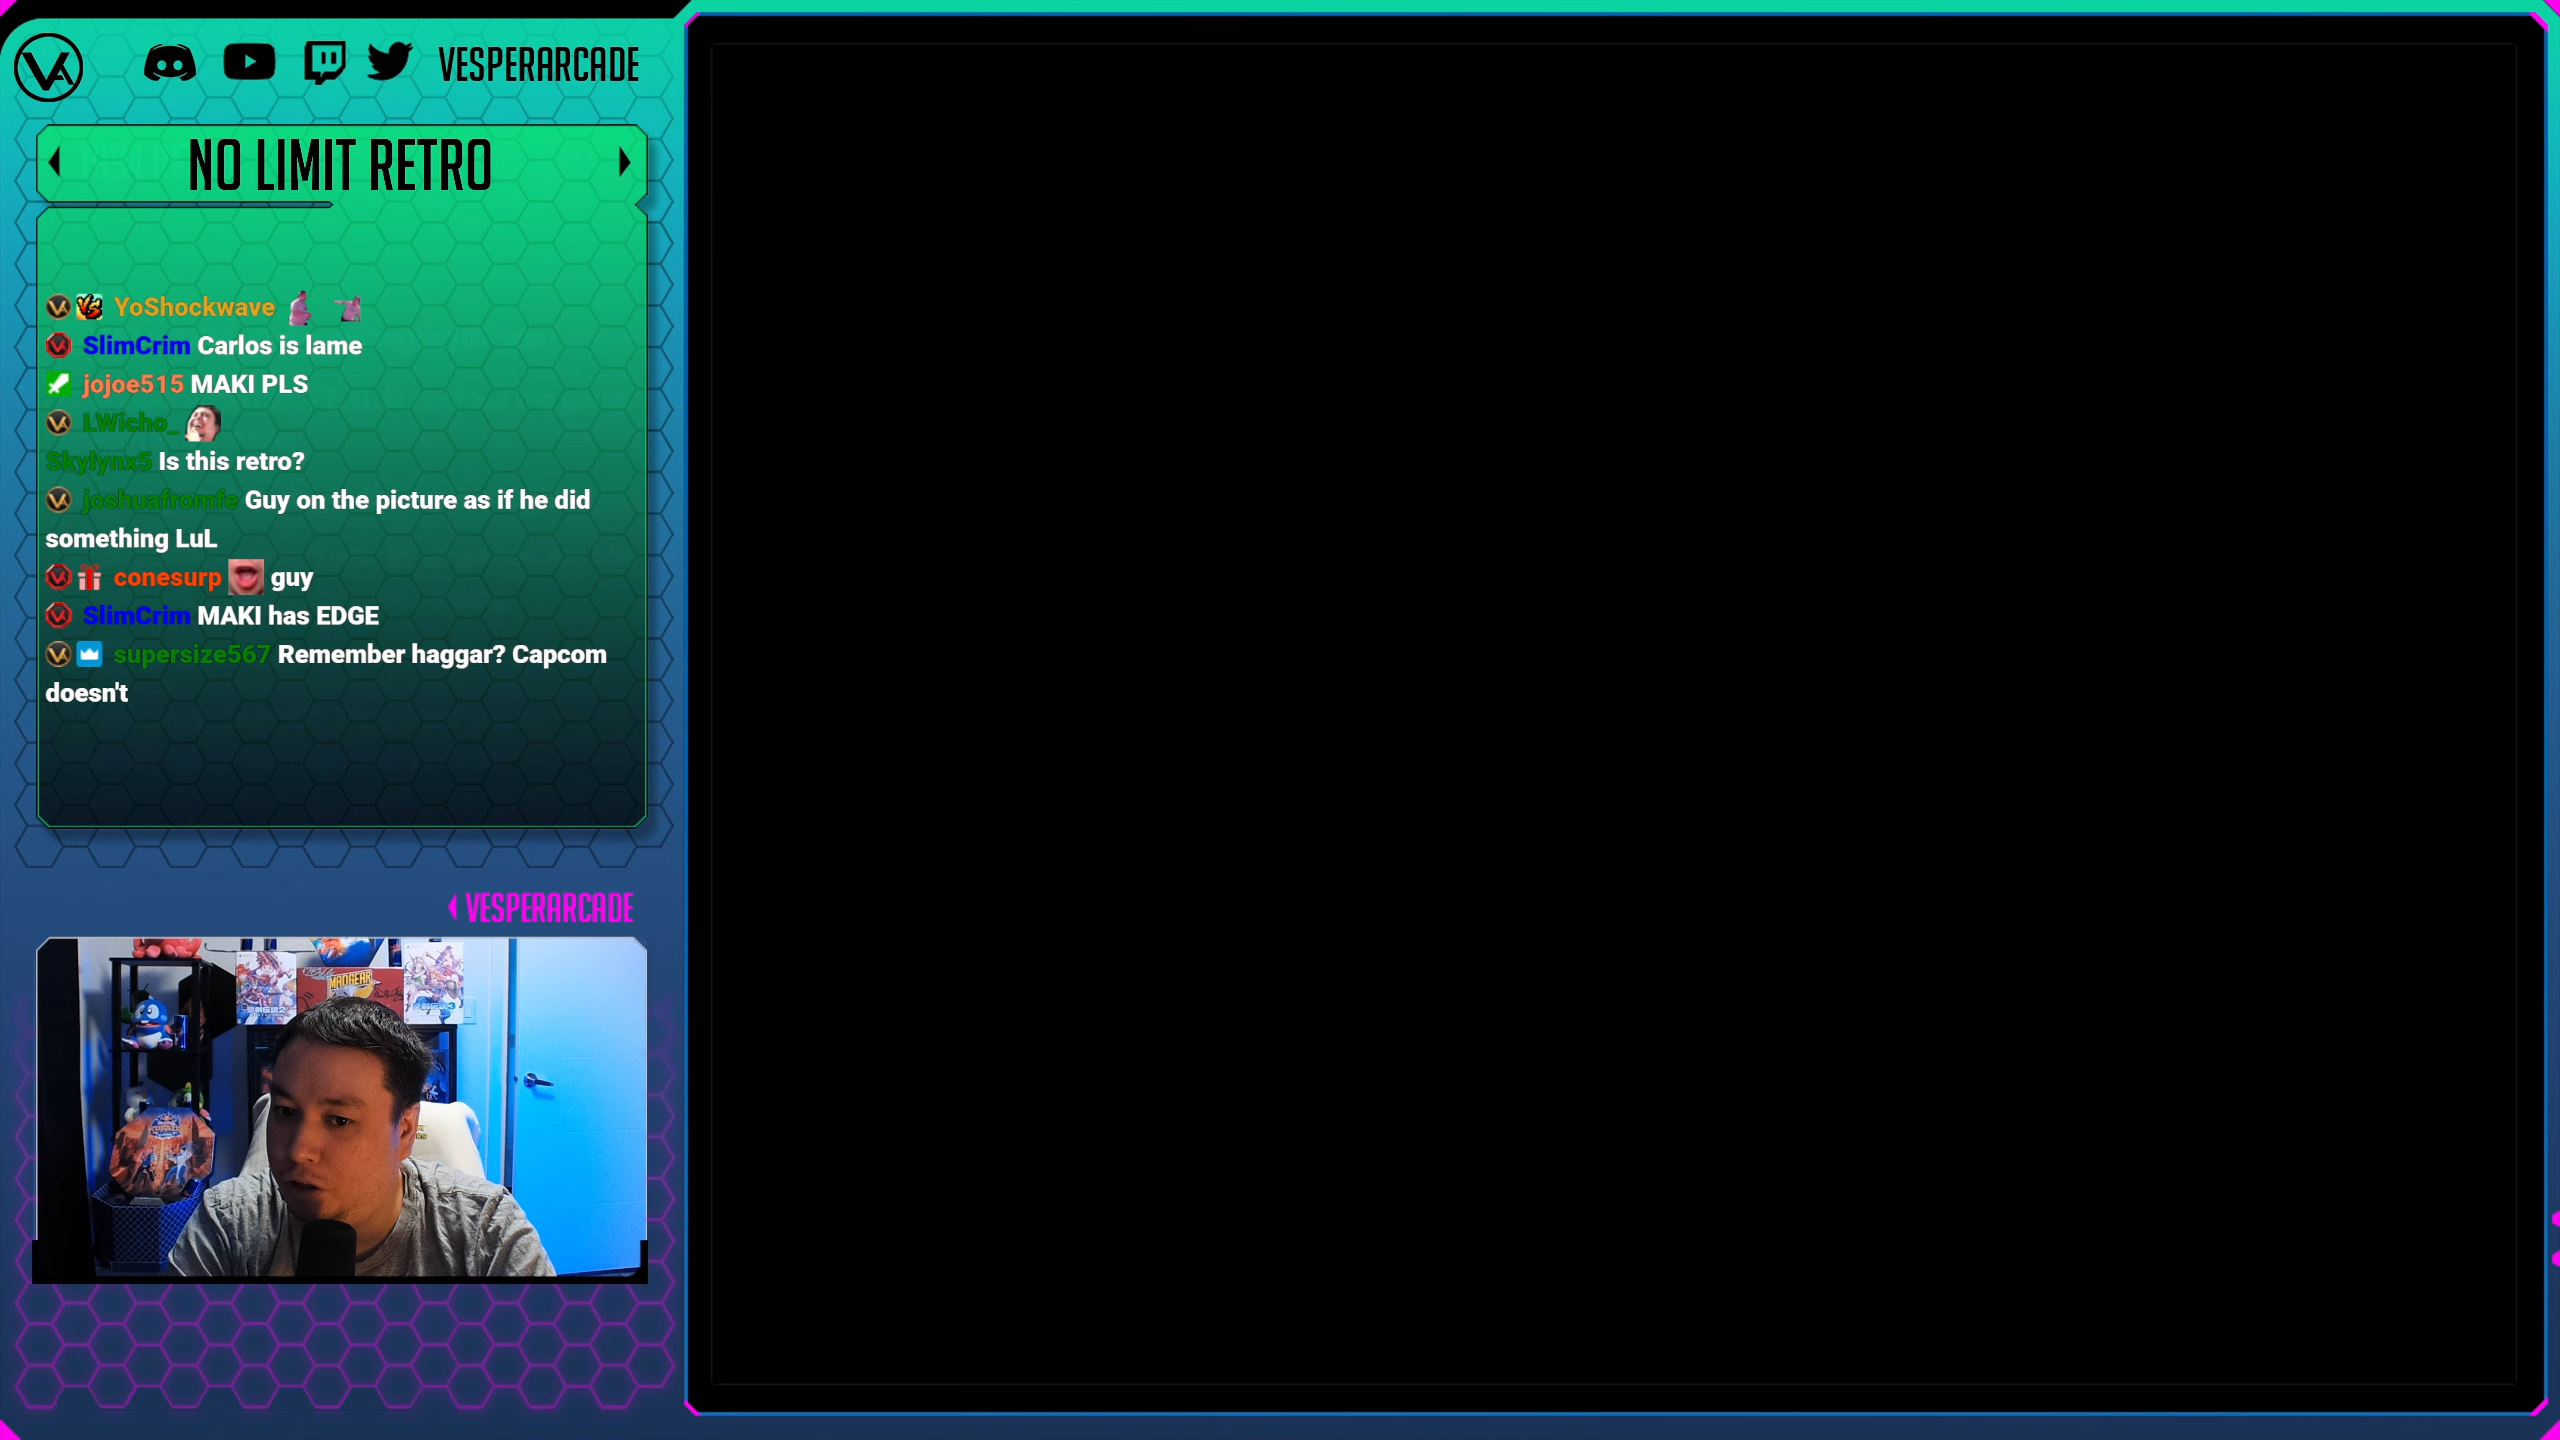 VESPERARCADE
NO LIMIT RETRO
YoShockwave
SlimCrim Carlos is lame
jojoe515 MAKI PLS
LWicho_
Skylynx5 Is this retro?
joshuafromfe Guy on the picture as if he did
something LuL
conesurp guy
SlimCrim MAKI has EDGE
supersize567 Remember haggar? Capcom
doesn't
VESPERARCADE
MADGEAR